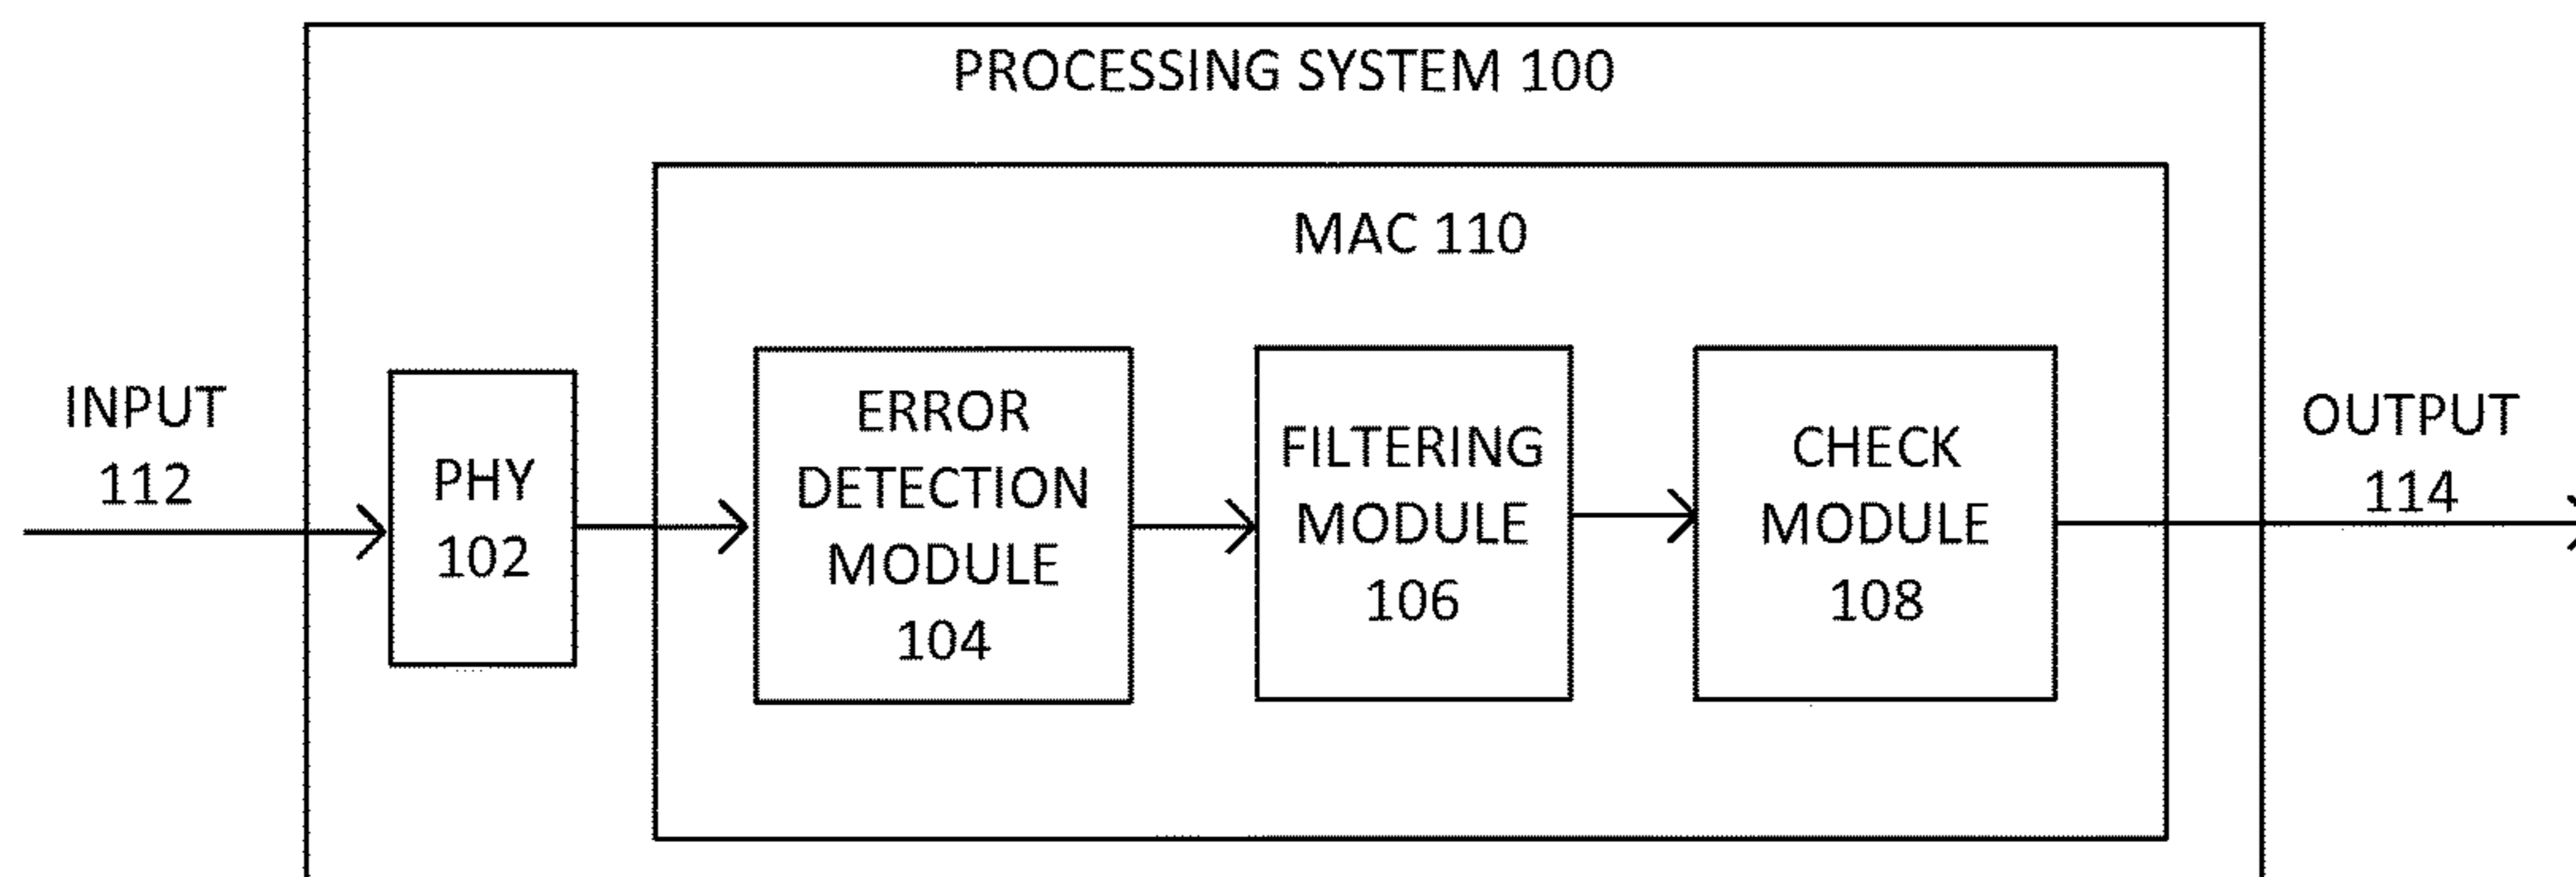 PROCESSING SYSTEM 100
MAC 110
INPUT
112
PHY
102
ERROR
DETECTION
MODULE
104
FILTERING
MODULE
106
CHECK
MODULE
108
OUTPUT
114